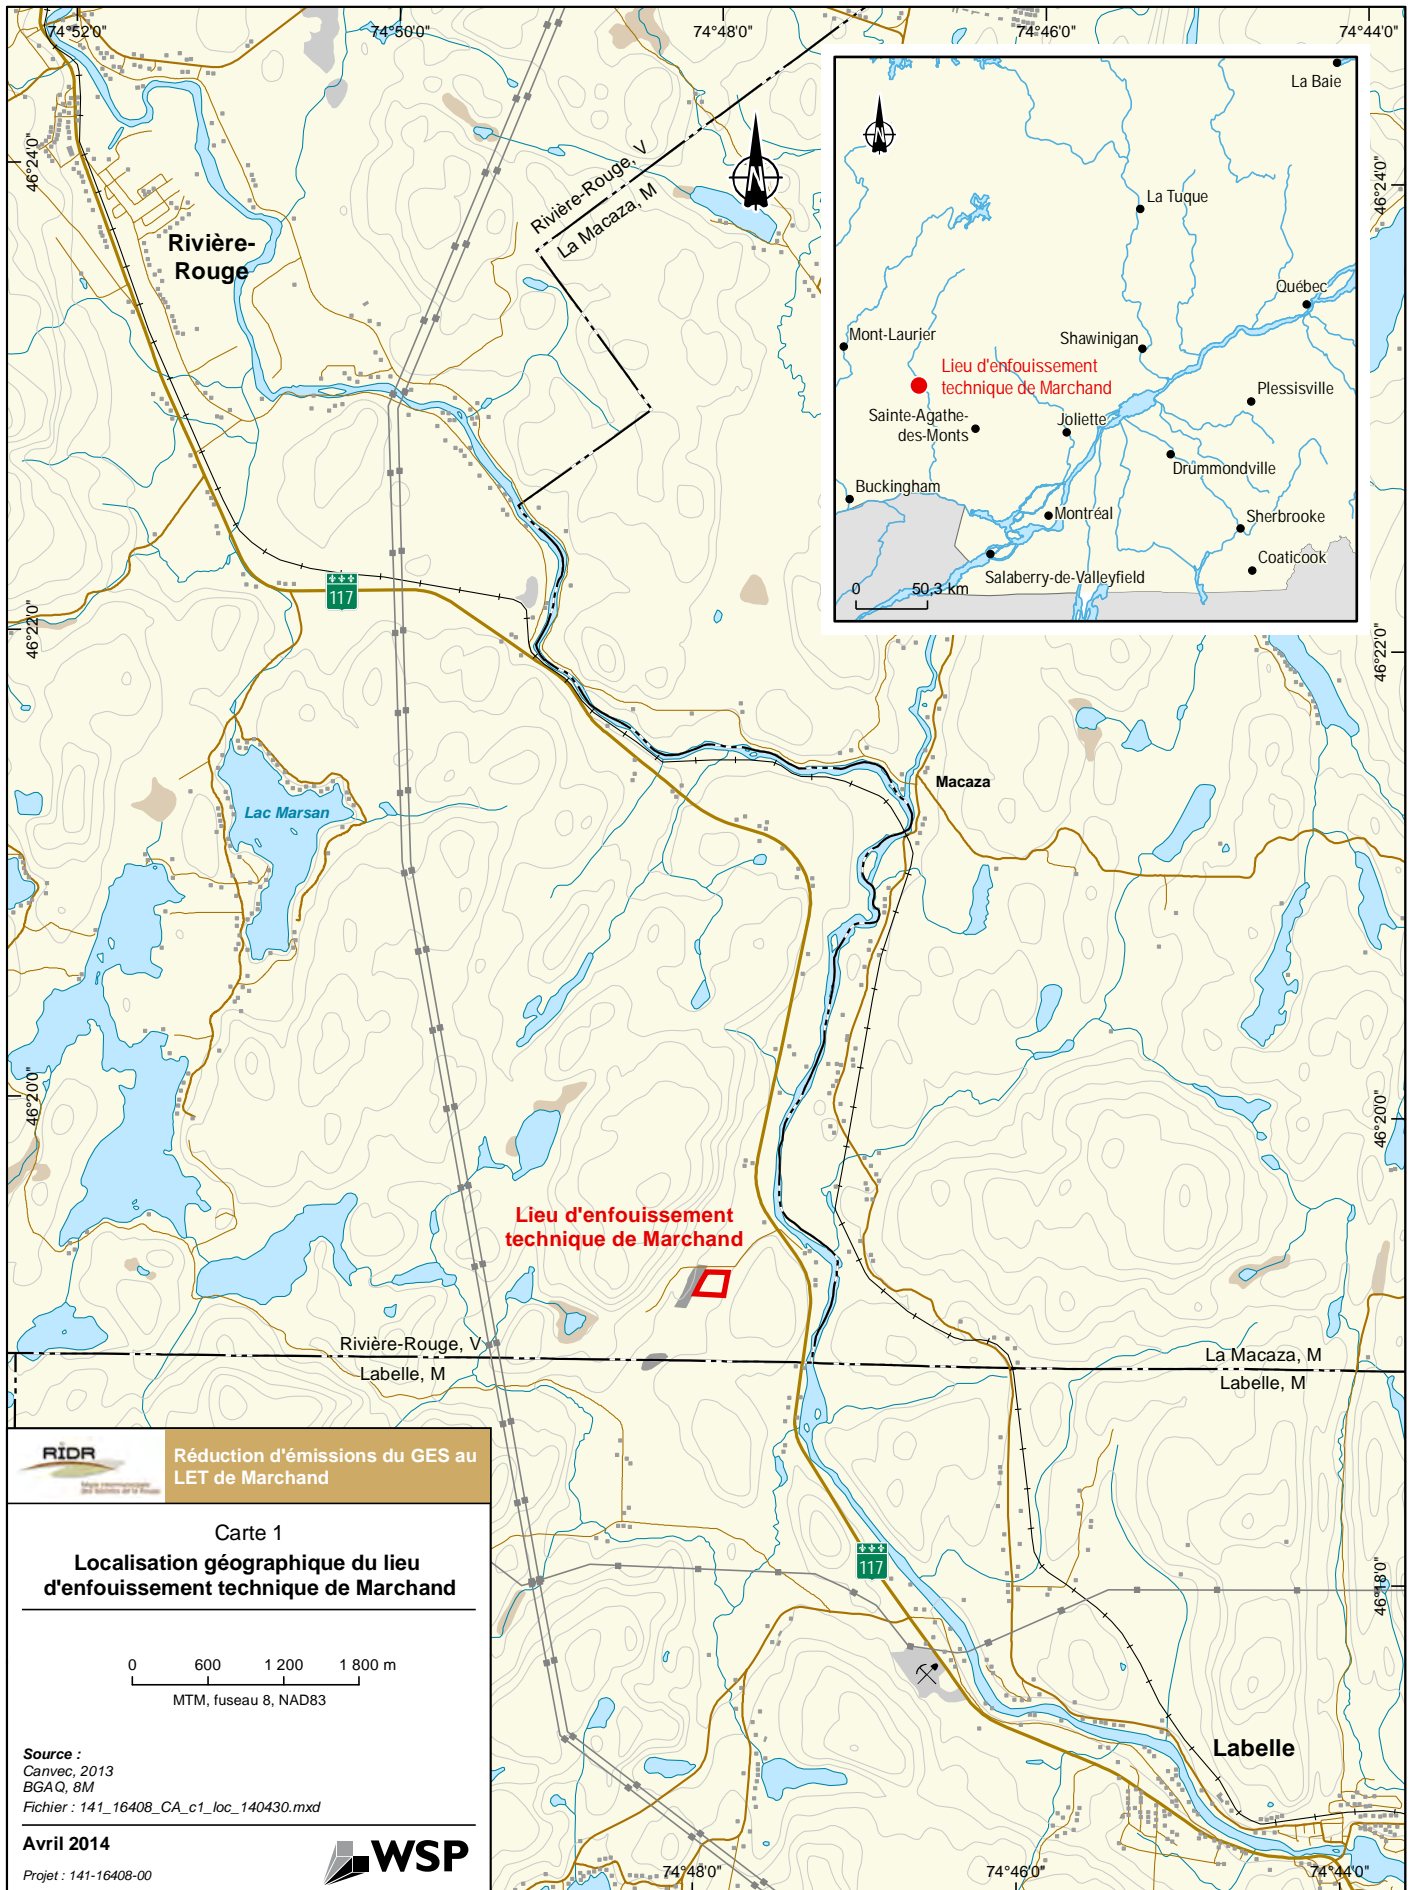 74°52'0"
74°50'0"
74°48'0"
74°46'0"
74°44'0"
46°24'0"
46°24'0"
46°22'0"
46°22'0"
46°20'0"
46°20'0"
46°18'0"
74°48'0"
74°46'0"
74°44'0"
Rivière-
Rouge
Rivière-Rouge, V
La Macaza, M
N
N
La Baie
La Tuque
Québec
Mont-Laurier
Shawinigan
Lieu d'enfouissement
technique de Marchand
Plessisville
Sainte-Agathe-
des-Monts
Joliette
Drummondville
Buckingham
Montréal
Sherbrooke
Coaticook
Salaberry-de-Valleyfield
0 50,3 km
117
Macaza
Lac Marsan
Lieu d'enfouissement
technique de Marchand
Rivière-Rouge, V
Labelle, M
La Macaza, M
Labelle, M
117
Labelle
RIDR
Réduction d'émissions du GES au
LET de Marchand
Carte 1
Localisation géographique du lieu
d'enfouissement technique de Marchand
0 600 1 200 1 800 m
MTM, fuseau 8, NAD83
Source :
Canvec, 2013
BGAQ, 8M
Fichier : 141_16408_CA_c1_loc_140430.mxd
Avril 2014
Projet : 141-16408-00
WSP